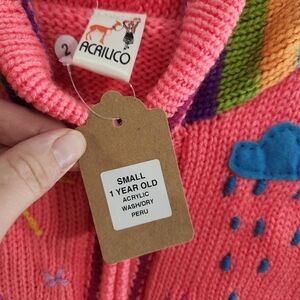 2
ACRILICO
SMALL
1 YEAR OLD
ACRYLIC
WASH/DRY
PERU